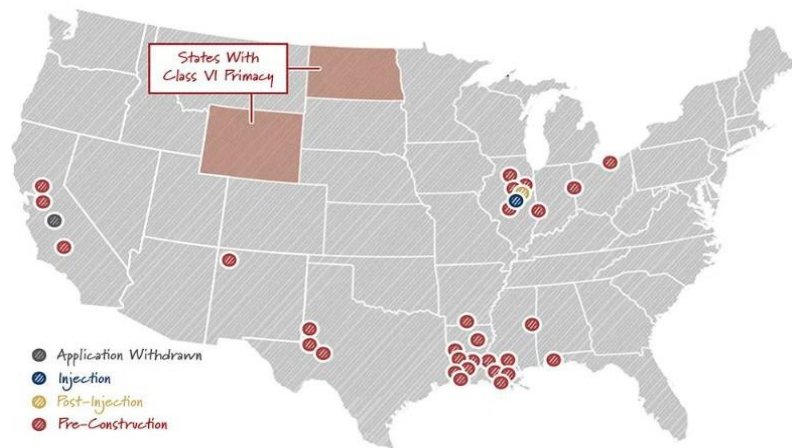 States With
Class VI Primacy
Application Withdrawn
Injection
Post-Injection
Pre-Construction